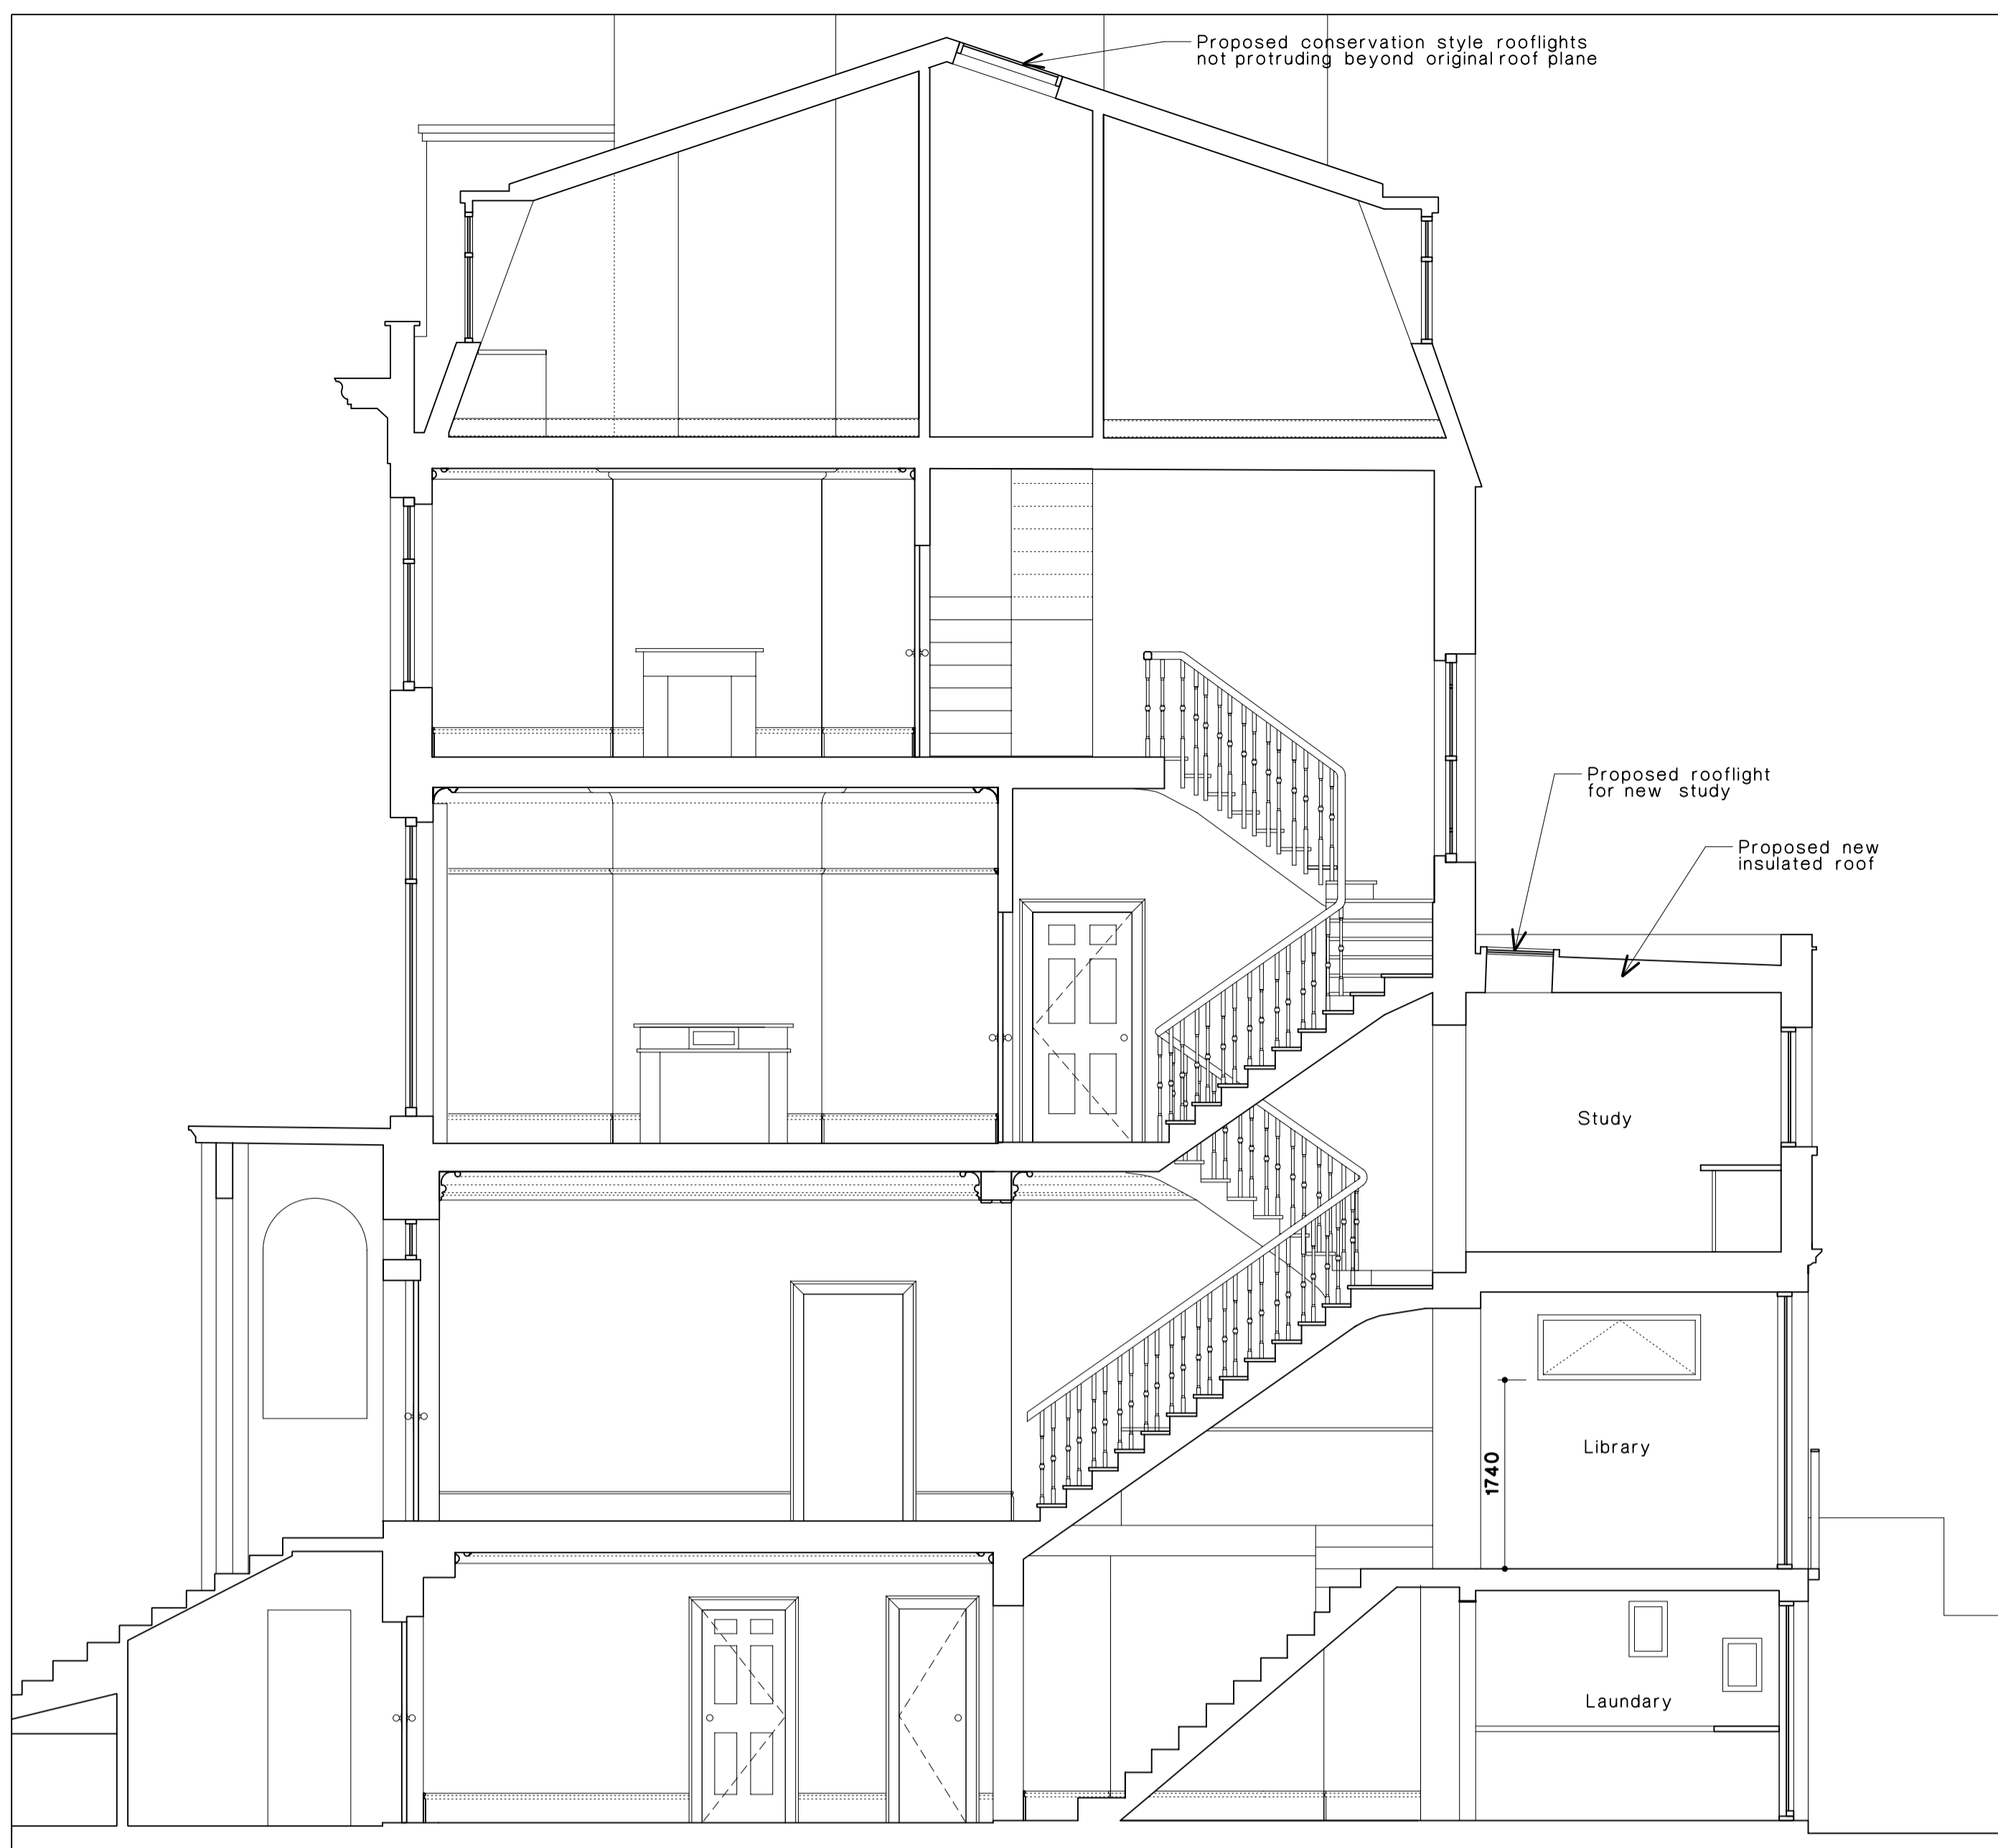 Proposed conservation style rooflights
not protruding beyond original roof plane
Proposed rooflight
for new study
Proposed new
insulated roof
Study
Library
1740
Laundary